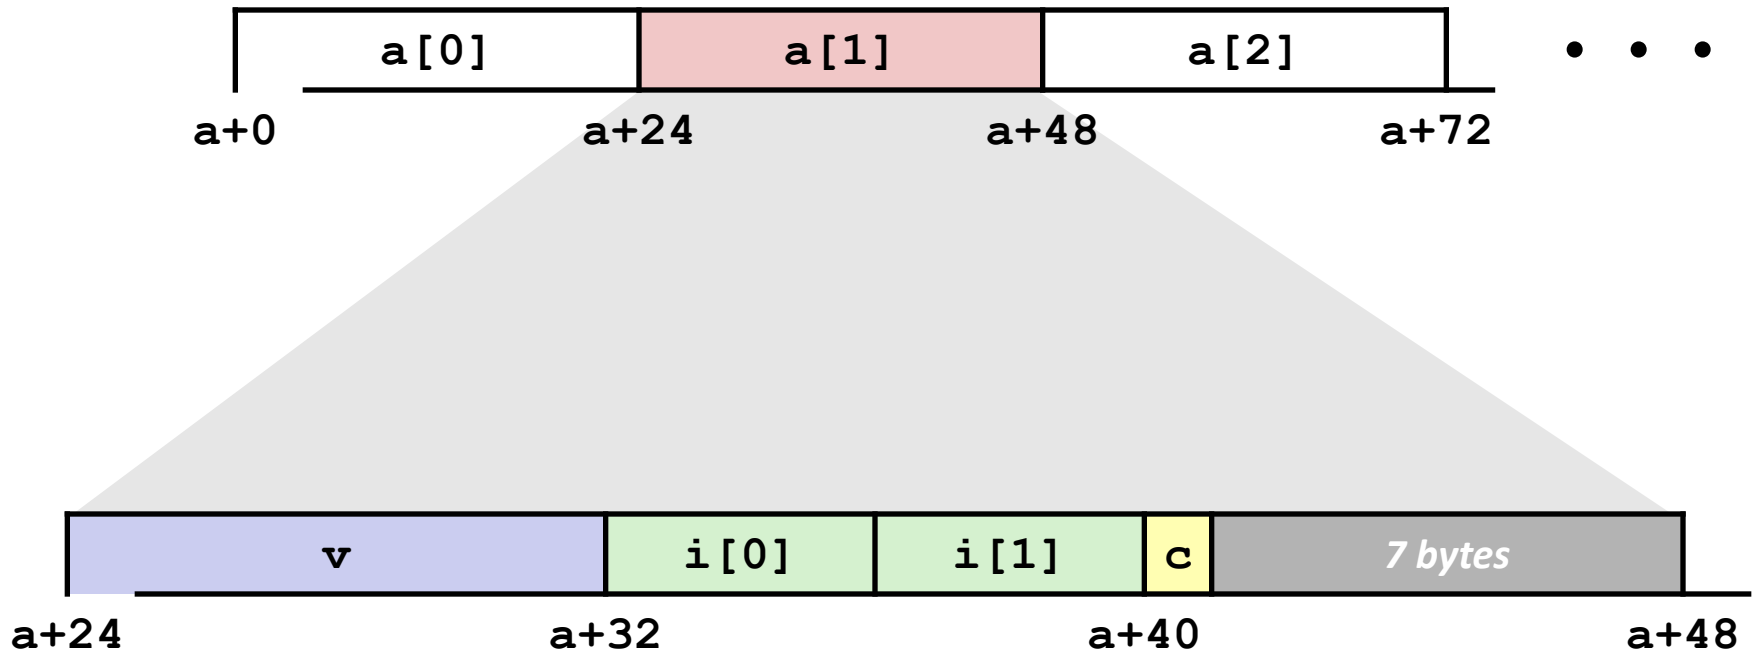 a[0] a[1] a[2] • • •
a+0 a+24 a+48 a+72
v i[0] i[1] c 7 bytes
a+24 a+32 a+40 a+48